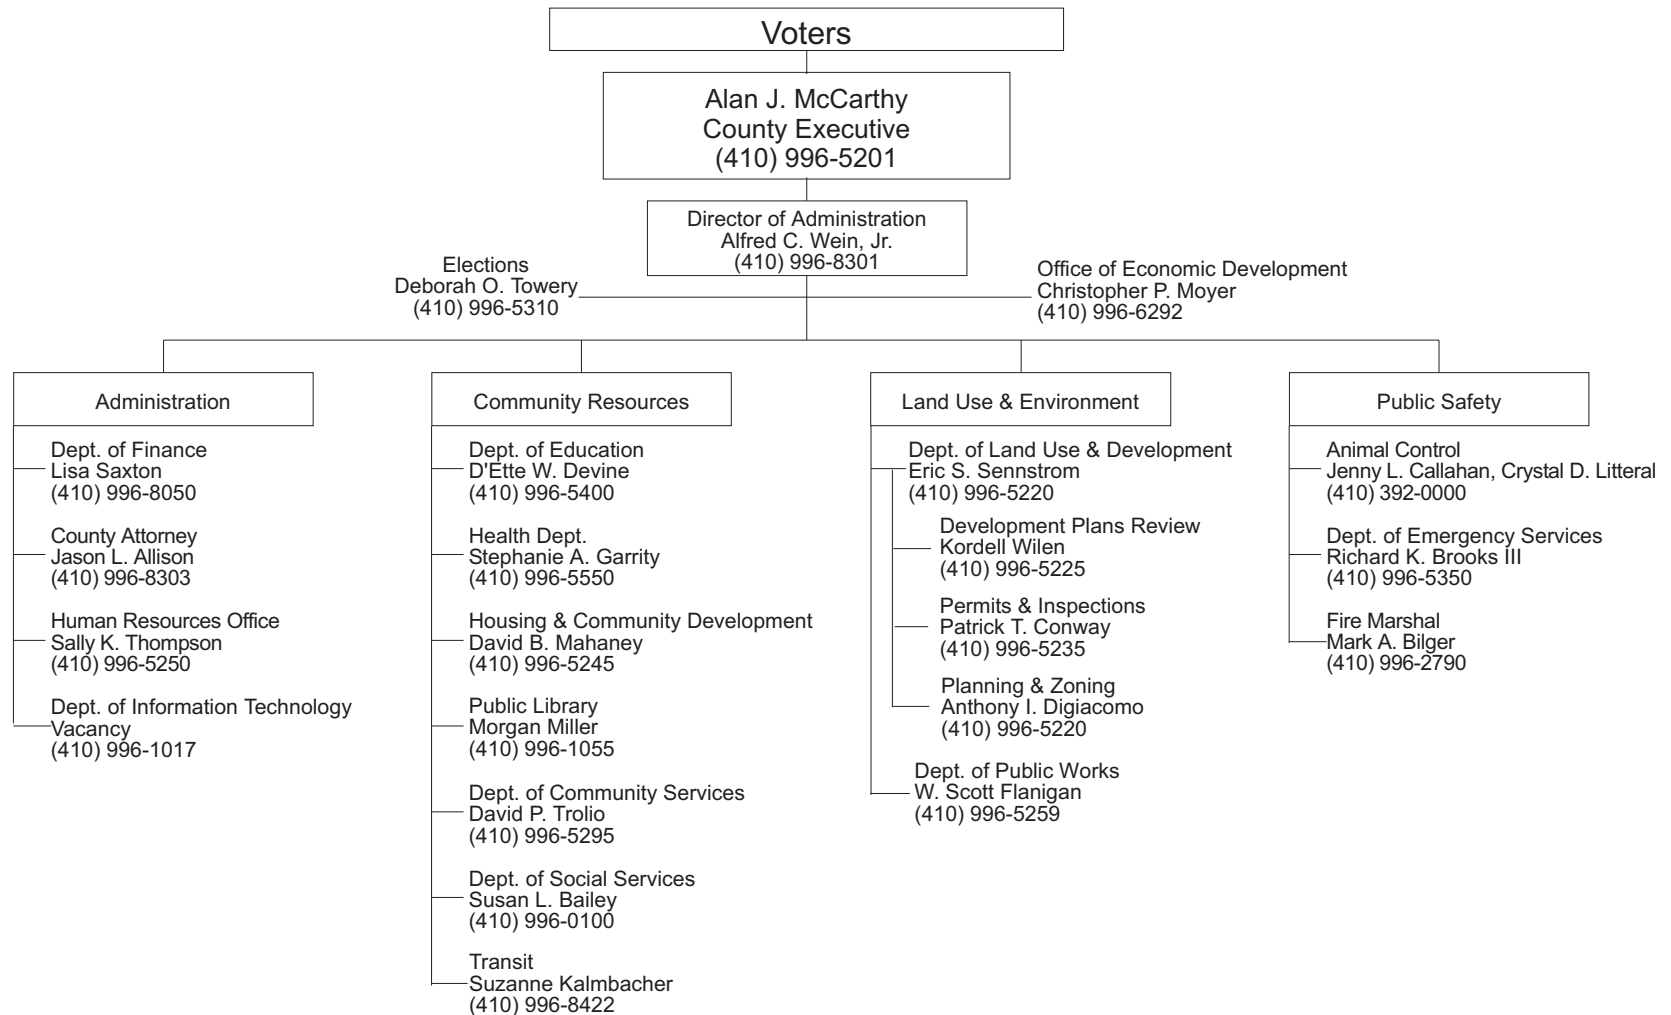 Voters
Alan J. McCarthy
County Executive
(410) 996-5201
Director of Administration
Alfred C. Wein, Jr.
(410) 996-8301
Elections
Deborah O. Towery
(410) 996-5310
Office of Economic Development
Christopher P. Moyer
(410) 996-6292
Administration
Dept. of Finance
Lisa Saxton
(410) 996-8050
County Attorney
Jason L. Allison
(410) 996-8303
Human Resources Office
Sally K. Thompson
(410) 996-5250
Dept. of Information Technology
Vacancy
(410) 996-1017
Community Resources
Dept. of Education
D'Ette W. Devine
(410) 996-5400
Health Dept.
Stephanie A. Garrity
(410) 996-5550
Housing & Community Development
David B. Mahaney
(410) 996-5245
Public Library
Morgan Miller
(410) 996-1055
Dept. of Community Services
David P. Trolio
(410) 996-5295
Dept. of Social Services
Susan L. Bailey
(410) 996-0100
Transit
Suzanne Kalmbacher
(410) 996-8422
Land Use & Environment
Dept. of Land Use & Development
Eric S. Sennstrom
(410) 996-5220
Development Plans Review
Kordell Wilen
(410) 996-5225
Permits & Inspections
Patrick T. Conway
(410) 996-5235
Planning & Zoning
Anthony I. Digiacomo
(410) 996-5220
Dept. of Public Works
W. Scott Flanigan
(410) 996-5259
Public Safety
Animal Control
Jenny L. Callahan, Crystal D. Litteral
(410) 392-0000
Dept. of Emergency Services
Richard K. Brooks III
(410) 996-5350
Fire Marshal
Mark A. Bilger
(410) 996-2790